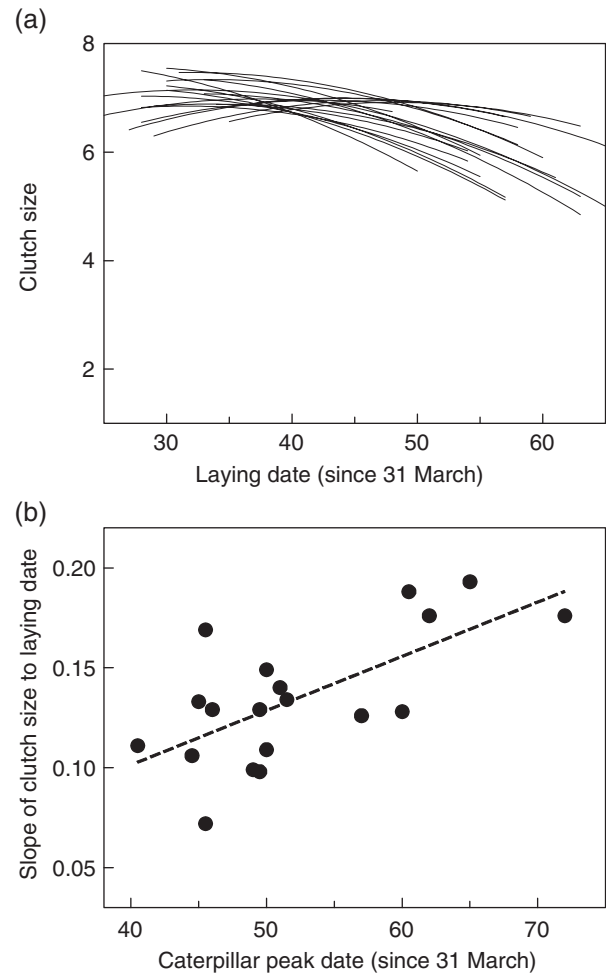 (a)
8
6
4
2
Clutch size
30 40 50 60
Laying date (since 31 March)
(b)
0.20
0.15
0.10
0.05
Slope of clutch size to laying date
40 50 60 70
Caterpillar peak date (since 31 March)